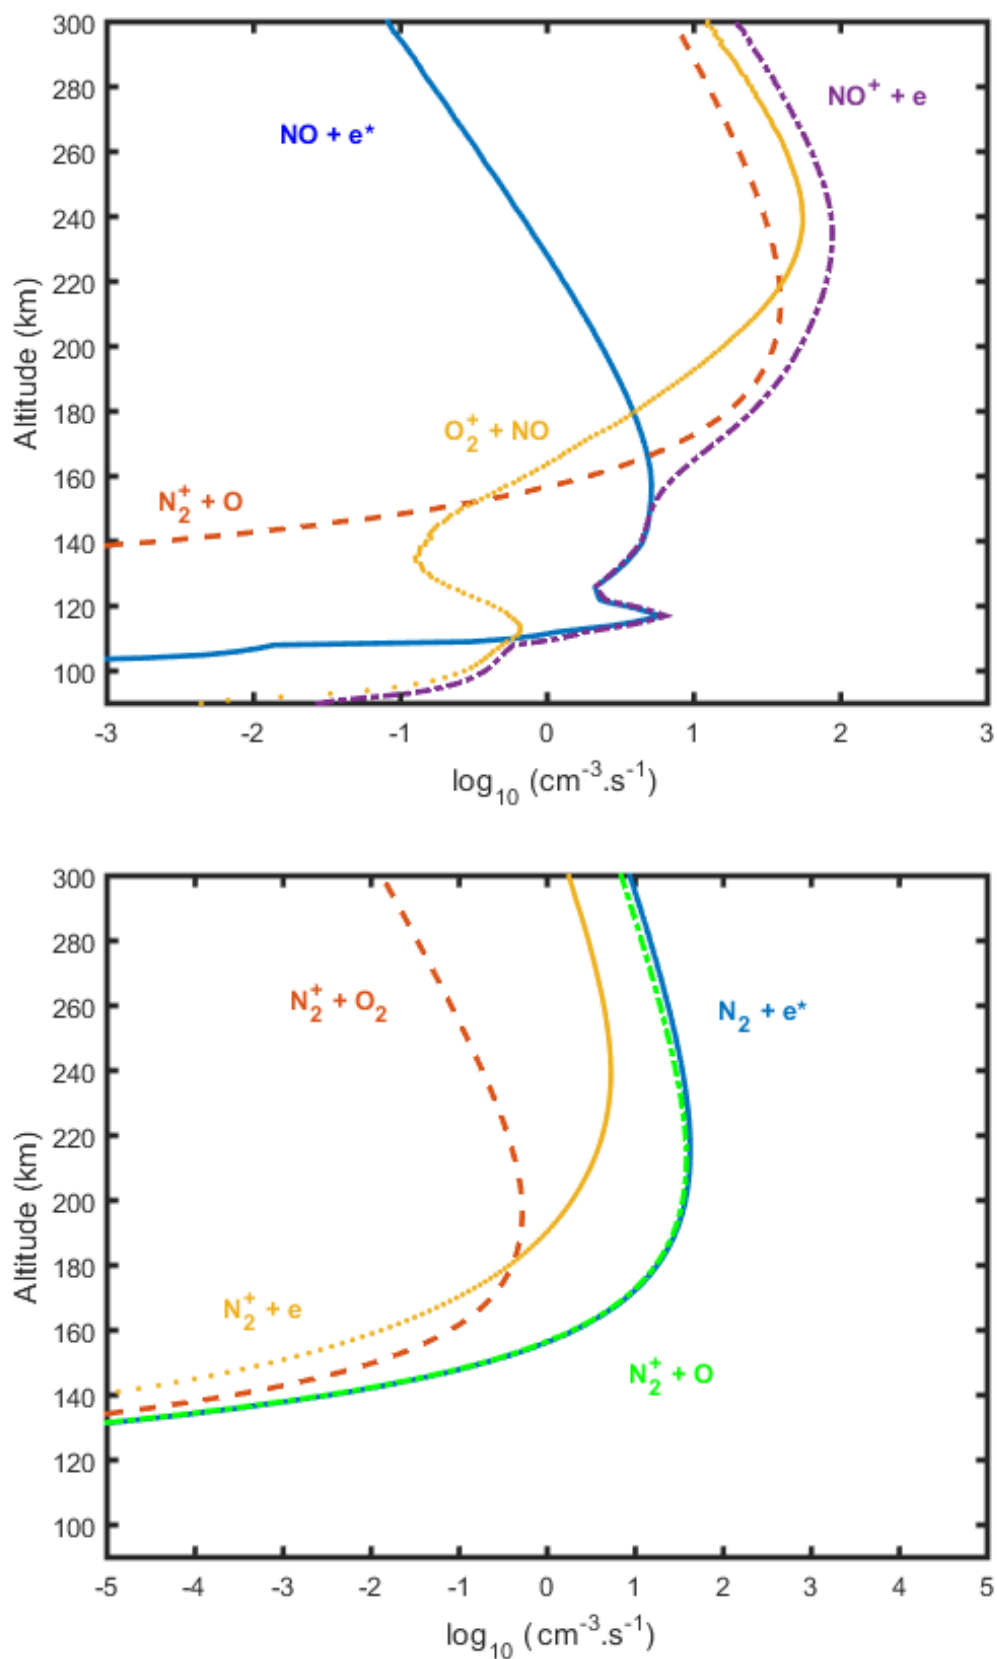 300
280
260
240
220
200
180
160
140
120
100
Altitude (km)
NO + e*
NO⁺ + e
O₂⁺ + NO
N₂⁺ + O
-3 -2 -1 0 1 2 3
log₁₀ (cm⁻³.s⁻¹)
300
280
260
240
220
200
180
160
140
120
100
Altitude (km)
N₂⁺ + O₂
N₂ + e*
N₂⁺ + e
N₂⁺ + O
-5 -4 -3 -2 -1 0 1 2 3 4 5
log₁₀ (cm⁻³.s⁻¹)